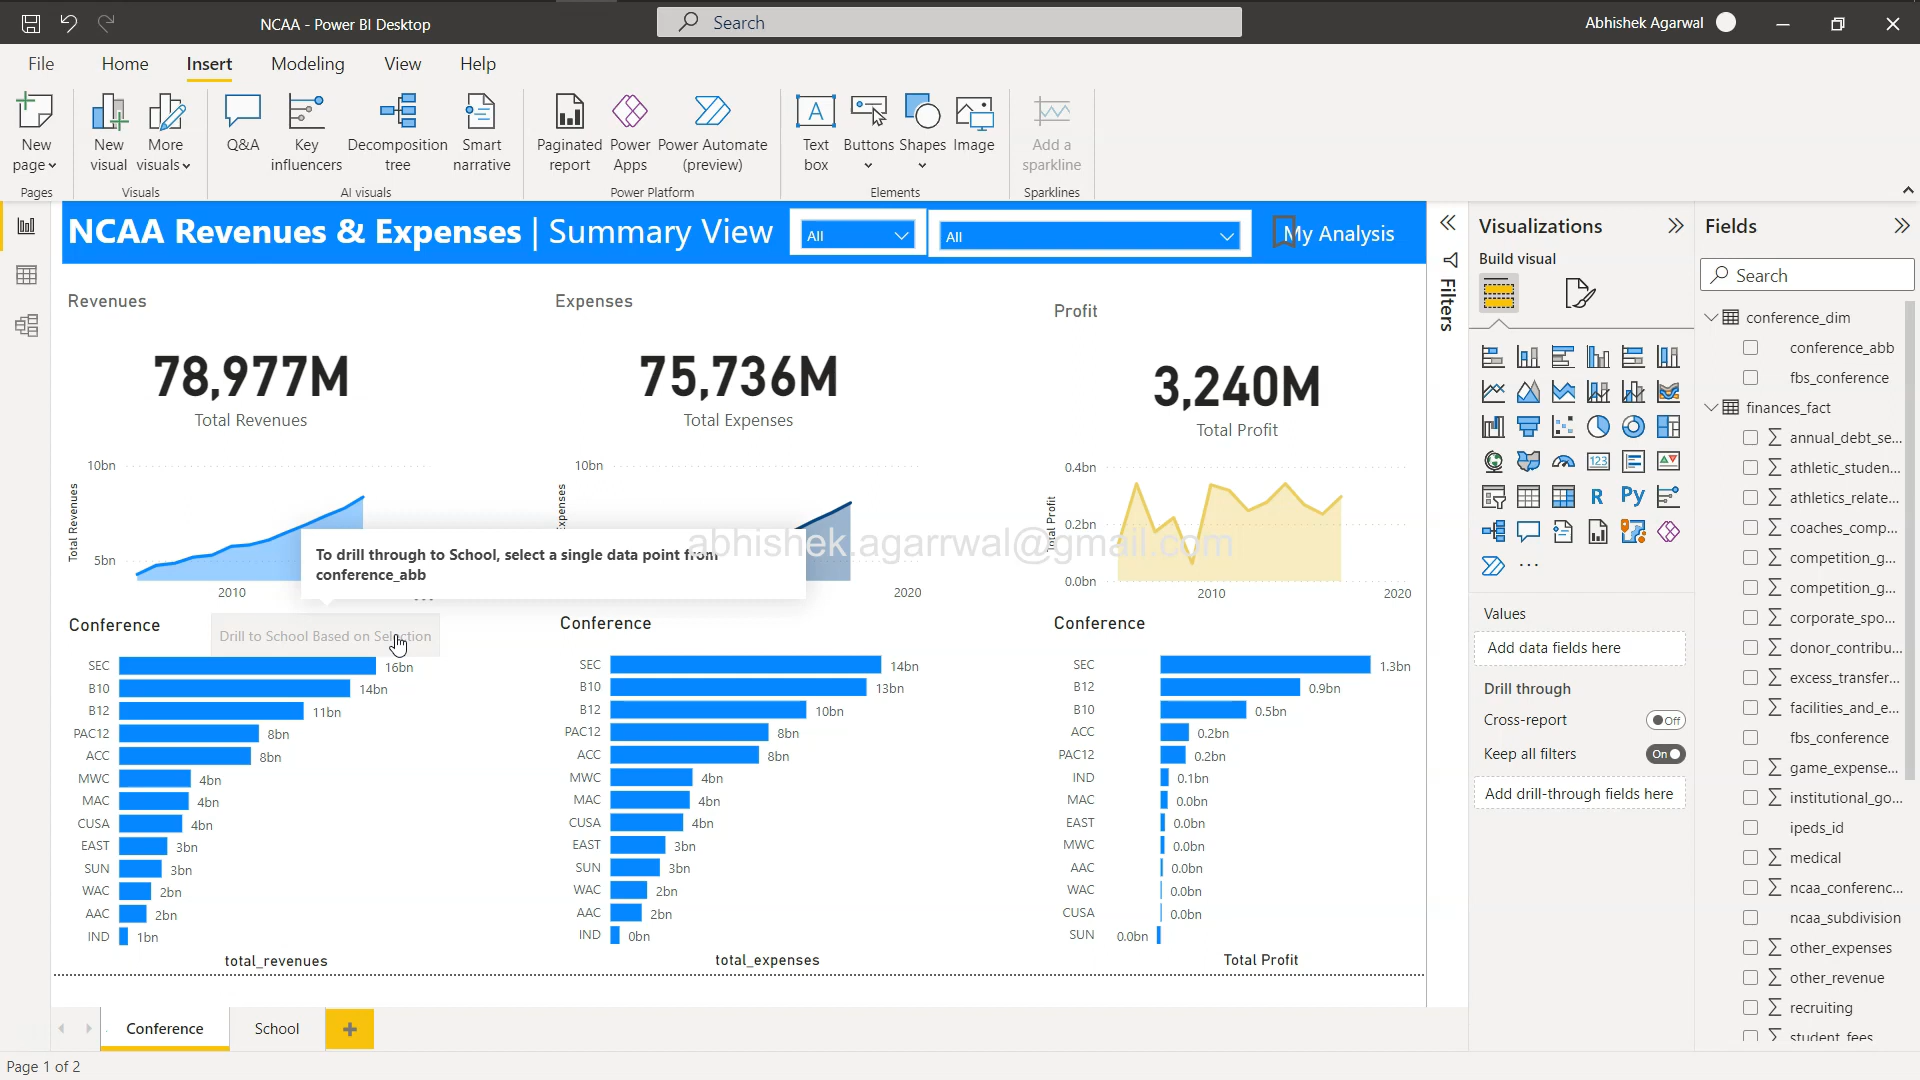 NCAA - Power BI Desktop
Search
Abhishek Agarwal
File
Home
Insert
Modeling
View
Help
New page
New visual
More visuals
Q&A
Key influencers
Decomposition tree
Smart narrative
Paginated report
Power Apps
Power Automate (preview)
Text box
Buttons
Shapes
Image
Add a sparkline
Pages
Visuals
AI visuals
Power Platform
Elements
Sparklines
NCAA Revenues & Expenses | Summary View
All
All
My Analysis
Revenues
78,977M
Total Revenues
10bn
5bn
Total Revenues
2010
Expenses
75,736M
Total Expenses
10bn
2020
Profit
3,240M
Total Profit
0.4bn
0.2bn
0.0bn
Total Profit
2010
2020
To drill through to School, select a single data point from
conference_abb
abhishek.agarrwal@gmail.com
Conference
Drill to School Based on Selection
SEC 16bn
B10 14bn
B12 11bn
PAC12 8bn
ACC 8bn
MWC 4bn
MAC 4bn
CUSA 4bn
EAST 3bn
SUN 3bn
WAC 2bn
AAC 2bn
IND 1bn
total_revenues
Conference
SEC 14bn
B10 13bn
B12 10bn
PAC12 8bn
ACC 8bn
MWC 4bn
MAC 4bn
CUSA 4bn
EAST 3bn
SUN 3bn
WAC 2bn
AAC 2bn
IND 0bn
total_expenses
Conference
SEC 1.3bn
B12 0.9bn
B10 0.5bn
ACC 0.2bn
PAC12 0.2bn
IND 0.1bn
MAC 0.0bn
EAST 0.0bn
MWC 0.0bn
AAC 0.0bn
WAC 0.0bn
CUSA 0.0bn
SUN 0.0bn
Total Profit
Filters
Visualizations
Build visual
123
R
Py
...
Values
Add data fields here
Drill through
Cross-report
Off
Keep all filters
On
Add drill-through fields here
Fields
Search
conference_dim
conference_abb
fbs_conference
finances_fact
annual_debt_se...
athletic_studen...
athletics_relate...
coaches_comp...
competition_g...
competition_g...
corporate_spo...
donor_contribu...
excess_transfer...
facilities_and_e...
fbs_conference
game_expense...
institutional_go...
ipeds_id
medical
ncaa_conferenc...
ncaa_subdivision
other_expenses
other_revenue
recruiting
student_fees
Conference
School
+
Page 1 of 2